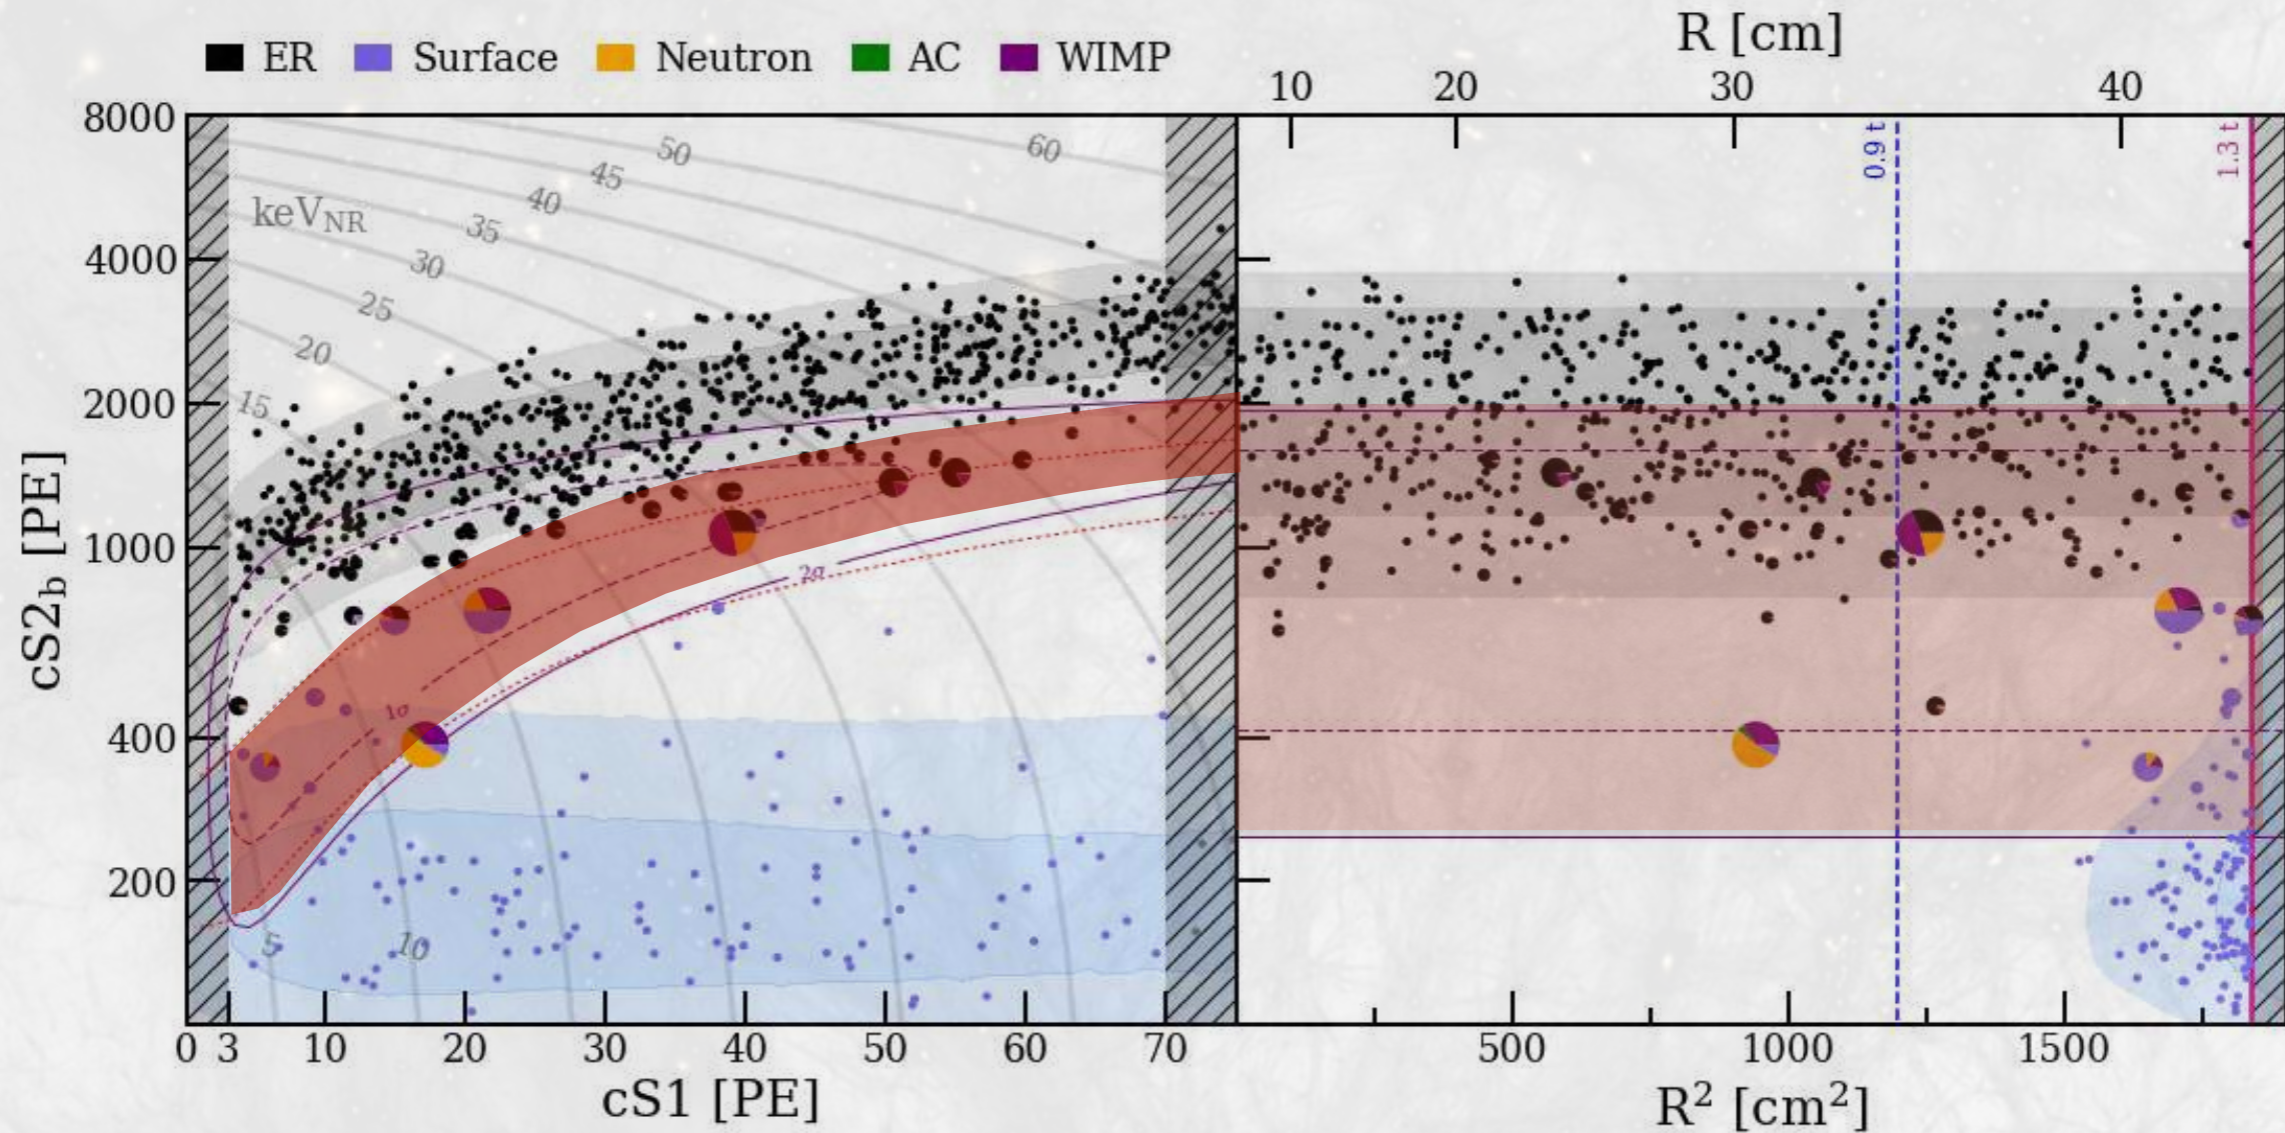 R [cm]
ER Surface Neutron AC WIMP
10 20 30 40
8000
50 60
0.9 t
1.3 t
45
40
keV_NR
35
4000
30
25
20
2000
15
cS2_b [PE]
1000
2σ
1σ
400
200
5 10
0 3 10 20 30 40 50 60 70
500 1000 1500
cS1 [PE]
R² [cm²]